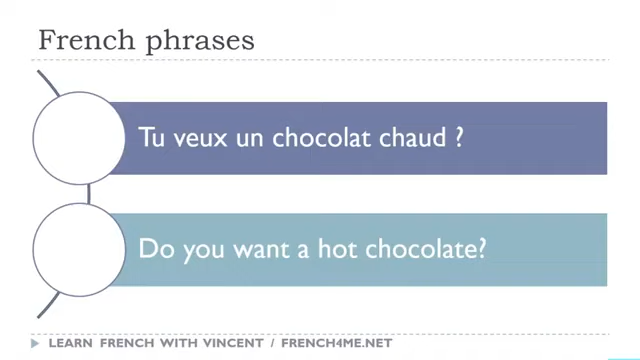 French phrases
Tu veux un chocolat chaud ?
Do you want a hot chocolate?
LEARN FRENCH WITH VINCENT / FRENCH4ME.NET